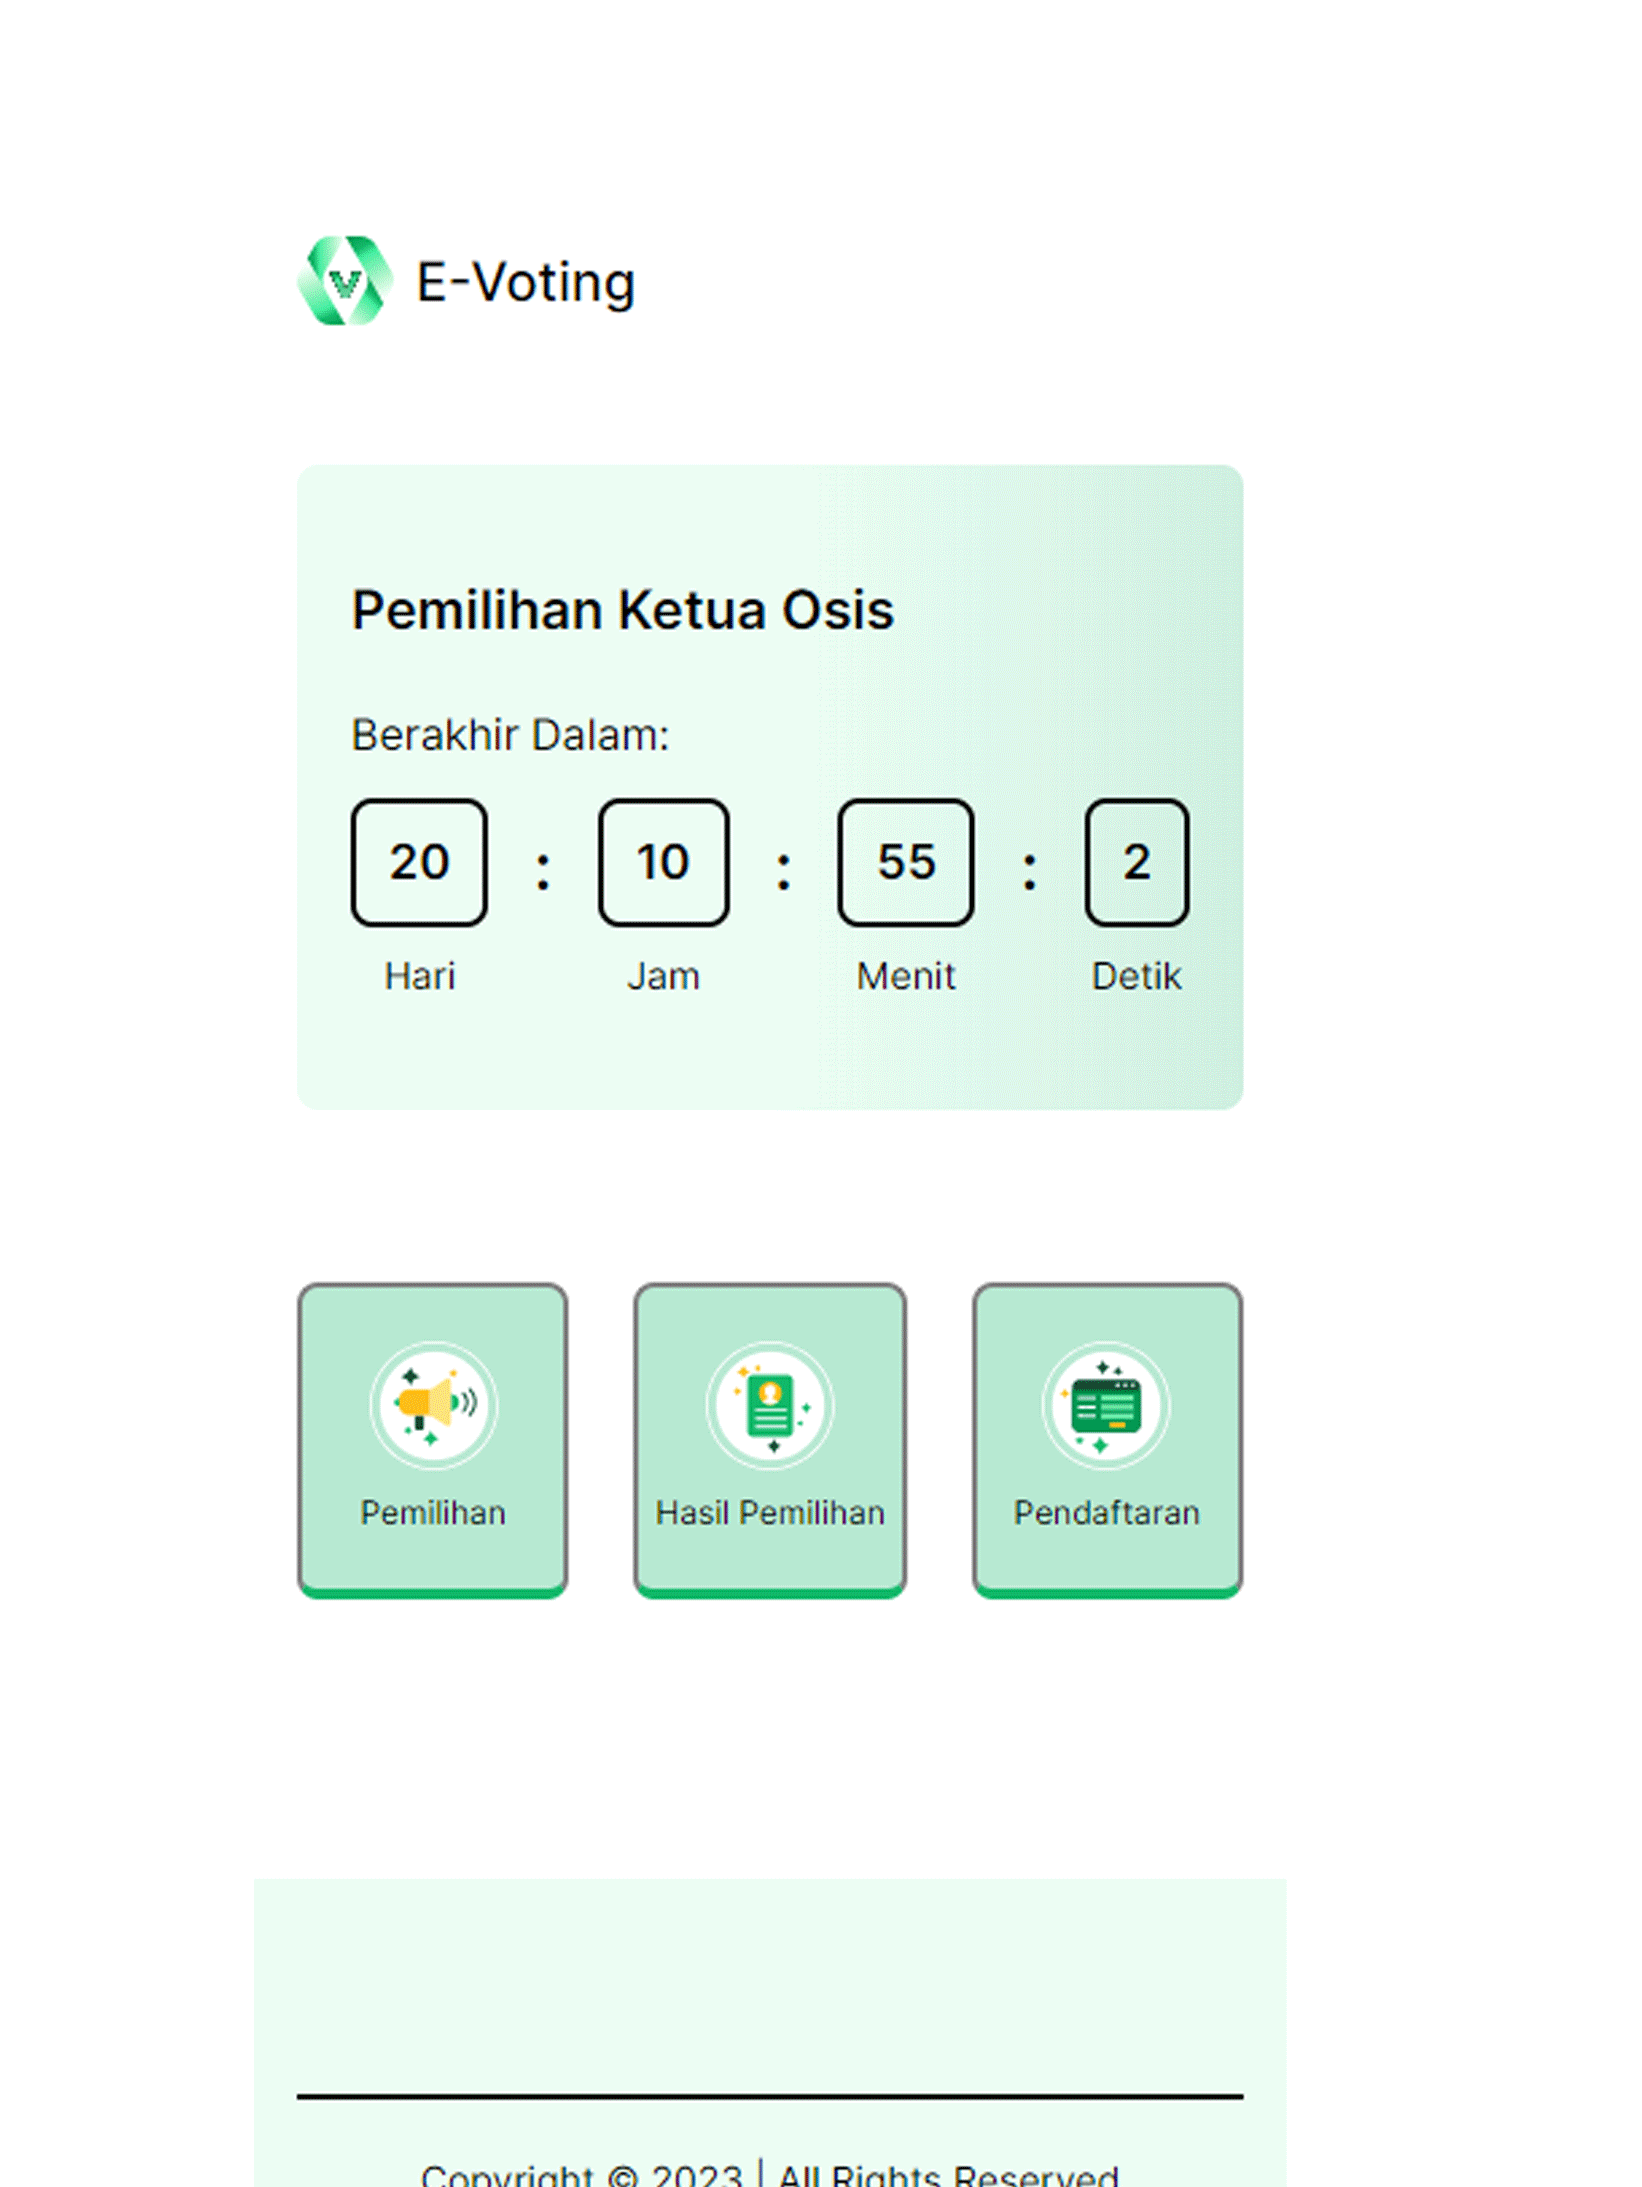 E-Voting
Pemilihan Ketua Osis
Berakhir Dalam:
20 : 10 : 55 : 2
Hari Jam Menit Detik
Pemilihan Hasil Pemilihan Pendaftaran
Copyright © 2023 | All Rights Reserved